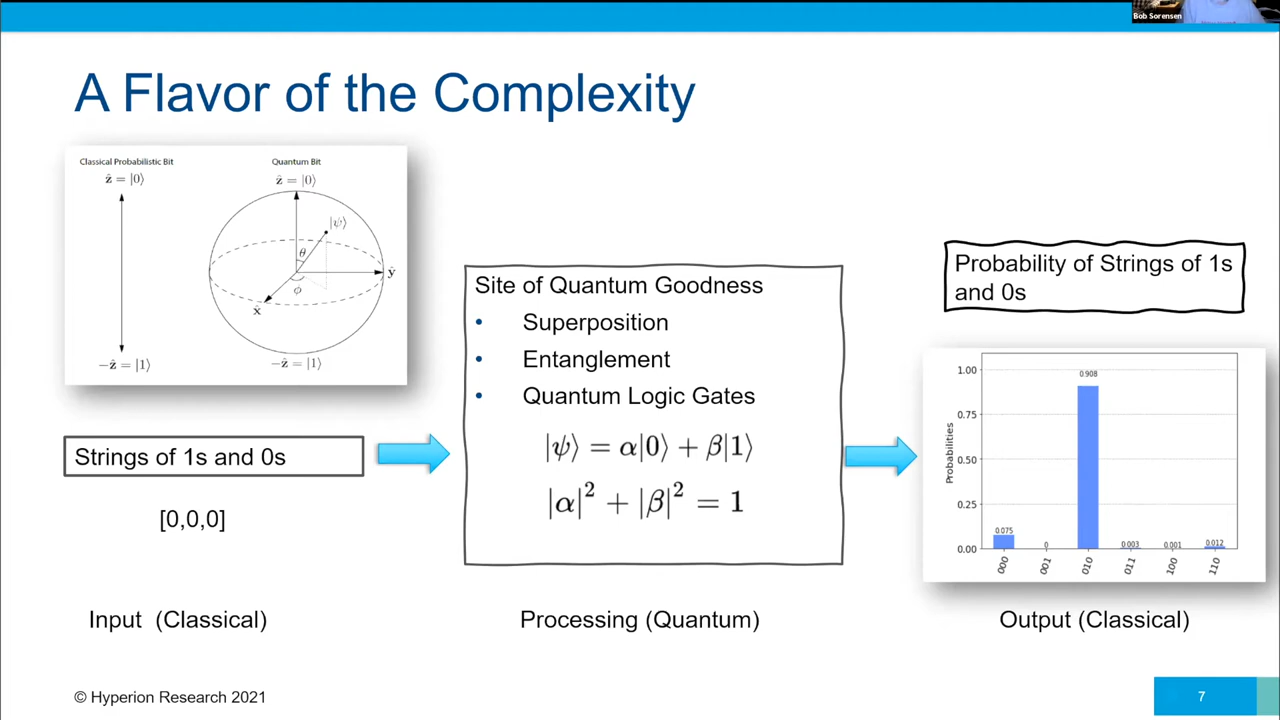 Bob Sorensen
A Flavor of the Complexity
Classical Probabilistic Bit
ẑ = |0⟩
−ẑ = |1⟩
Quantum Bit
ẑ = |0⟩
|ψ⟩
θ
ŷ
φ
x̂
−ẑ = |1⟩
Strings of 1s and 0s
[0,0,0]
Input (Classical)
Site of Quantum Goodness
• Superposition
• Entanglement
• Quantum Logic Gates
|ψ⟩ = α|0⟩ + β|1⟩
|α|² + |β|² = 1
Processing (Quantum)
Probability of Strings of 1s
and 0s
Probabilities
1.00
0.75
0.50
0.25
0.00
0.075
0
0.908
0.003
0.001
0.012
000
001
010
011
100
110
Output (Classical)
© Hyperion Research 2021
7